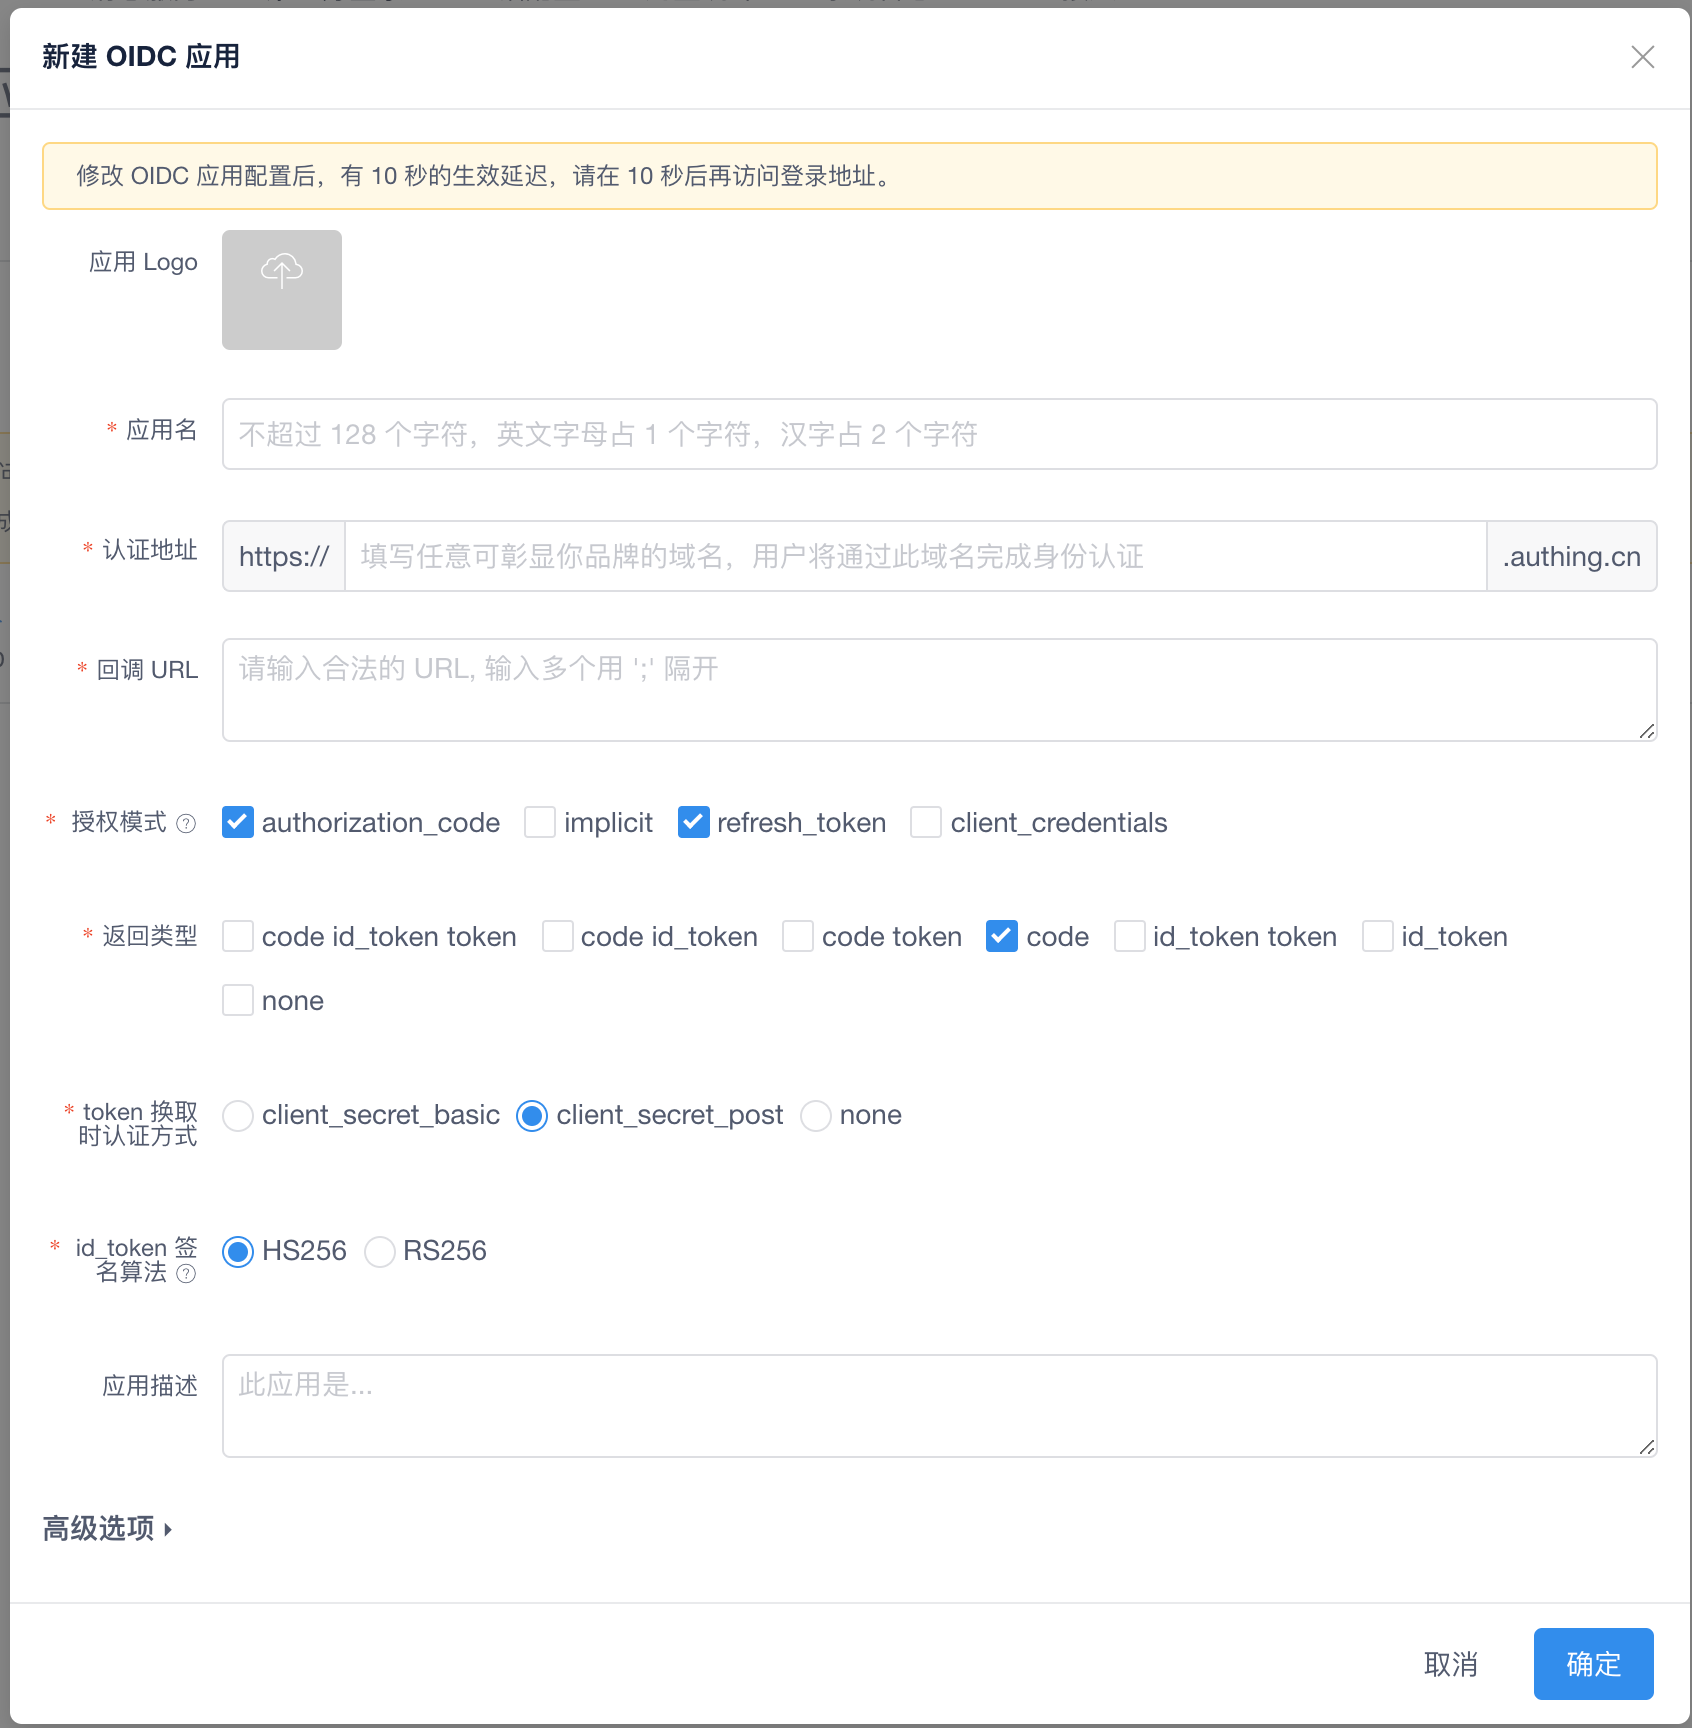 新建 OIDC 应用
修改 OIDC 应用配置后，有 10 秒的生效延迟，请在 10 秒后再访问登录地址。
应用 Logo
* 应用名
不超过 128 个字符，英文字母占 1 个字符，汉字占 2 个字符
* 认证地址
https:// 填写任意可彰显你品牌的域名，用户将通过此域名完成身份认证 .authing.cn
* 回调 URL
请输入合法的 URL, 输入多个用 ';' 隔开
* 授权模式 ? authorization_code implicit refresh_token client_credentials
* 返回类型 code id_token token code id_token code token code id_token token id_token
none
* token 换取
时认证方式
client_secret_basic client_secret_post none
* id_token 签
名算法 ?
HS256 RS256
应用描述
此应用是...
高级选项
取消 确定